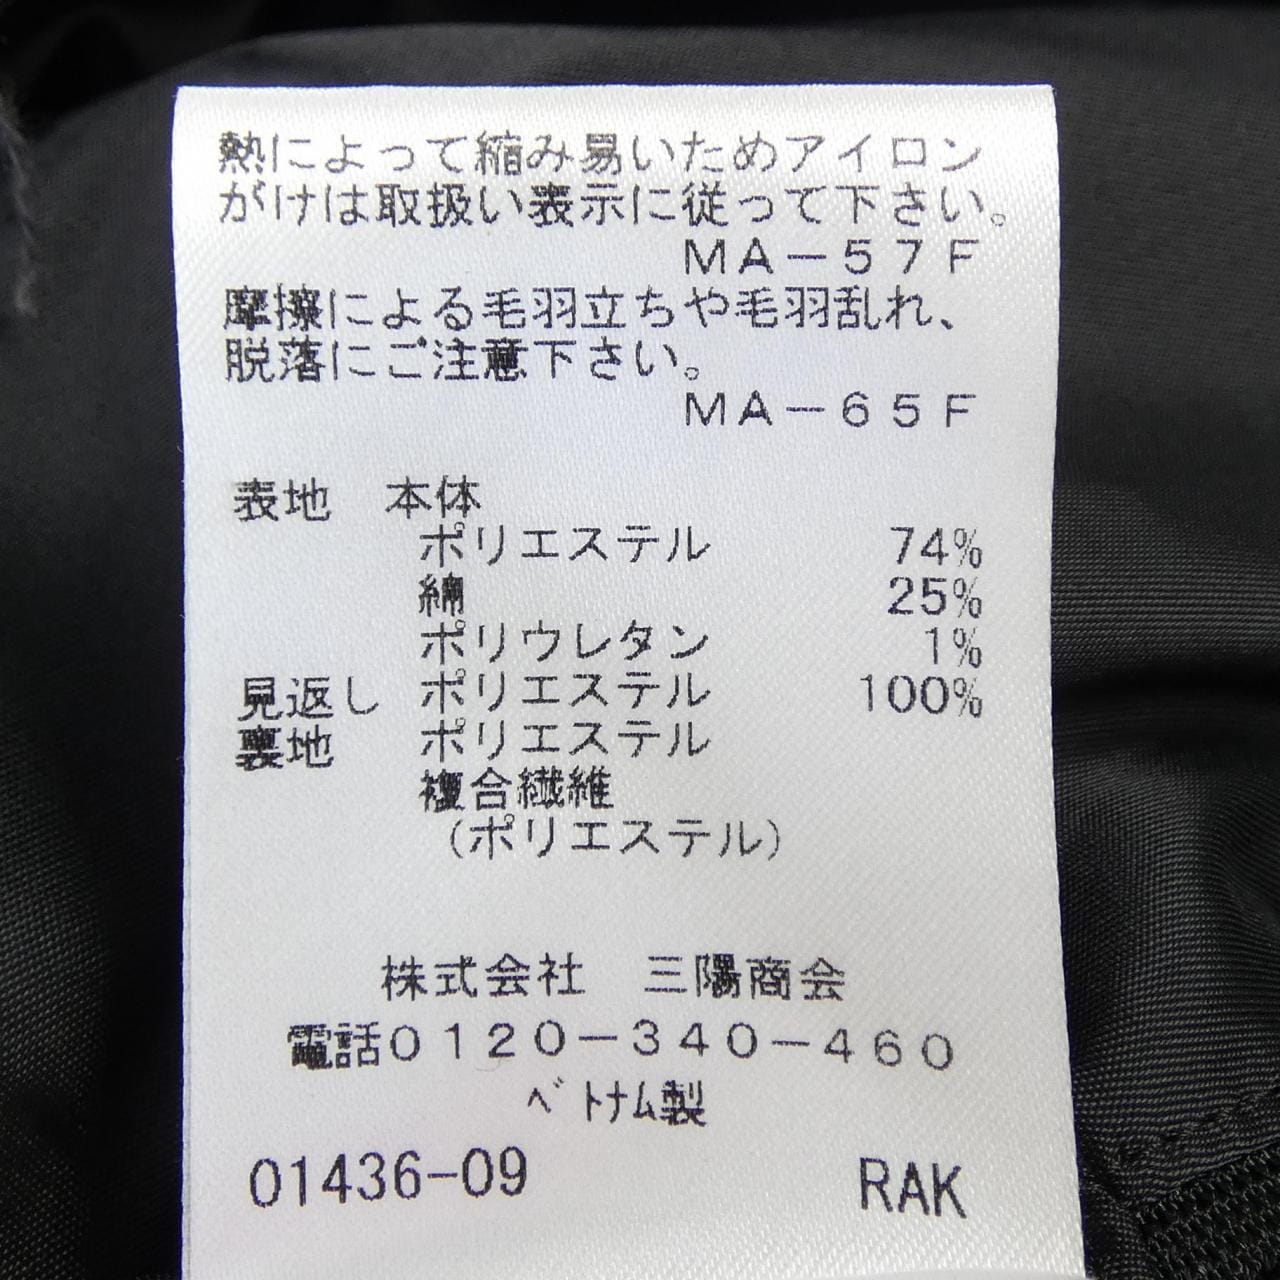 熱によって縮み易いためアイロン
がけは取扱い表示に従って下さい。
MA-57F
摩擦による毛羽立ちや毛羽乱れ、
脱落にご注意下さい。
MA-65F
表地 本体
ポリエステル 74%
綿 25%
ポリウレタン 1%
見返し ポリエステル 100%
裏地 ポリエステル
複合繊維
(ポリエステル)
株式会社 三陽商会
電話0120-340-460
ベトナム製
01436-09 RAK